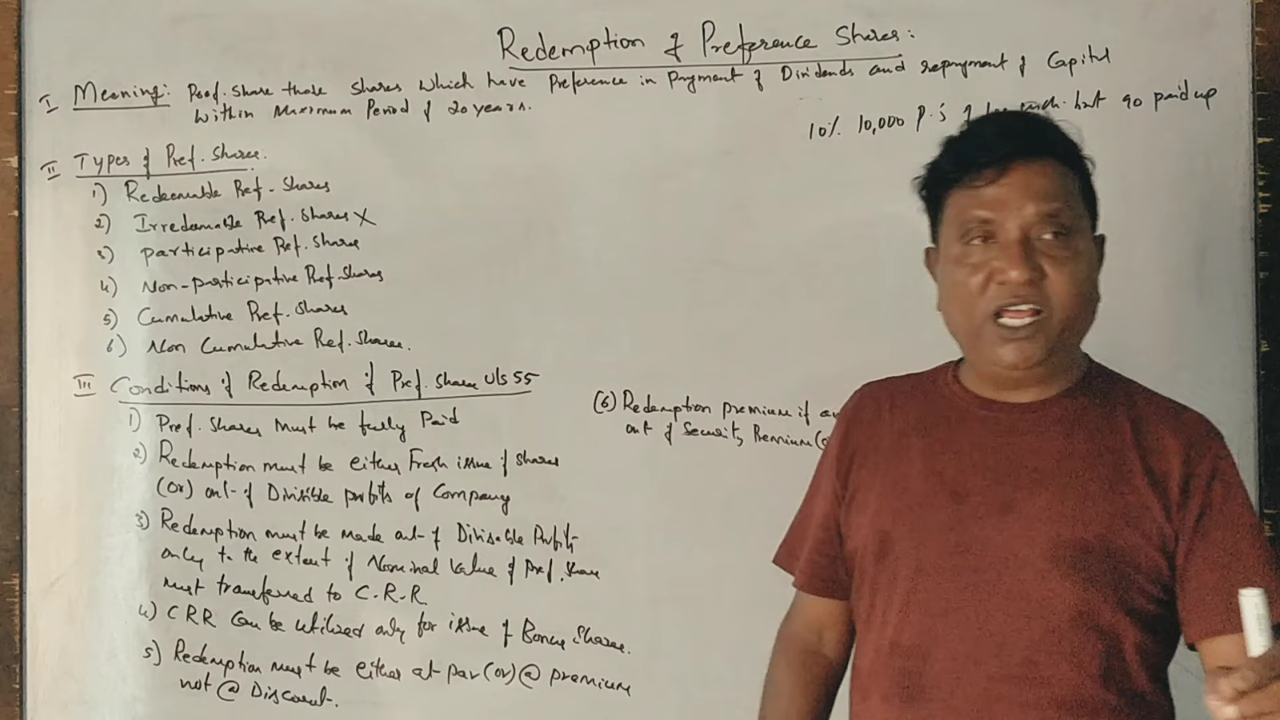 Redemption of Preference Shares:
I Meaning: Pref. Share those Shares which have Preference in Payment of Dividends and repayment of Capital
within Maximum Period of 20 years.
10% 10,000 P.S of each but 90 paid up
II Types of Pref. Shares.
1) Redeemable Pref. Shares
2) Irredamable Pref. Shares X
3) Participative Pref. Shares
4) Non-participative Pref. Shares
5) Cumulative Pref. Shares
6) Non Cumulative Pref. Shares.
III Conditions of Redemption of Pref. Share U/s 55
1) Pref. Shares Must be fully Paid
2) Redemption must be either Fresh issue of shares
(Or) out of Divisible profits of Company
3) Redemption must be made out of Divisable Profits
only to the extent of Nominal Value of Pref. Share
must transferred to C.R.R
4) CRR Can be utilized only for issue of Bonus Shares.
5) Redemption must be either at par (or) @ premium
not @ Discount.
(6) Redemption premium if
out of Security Premium